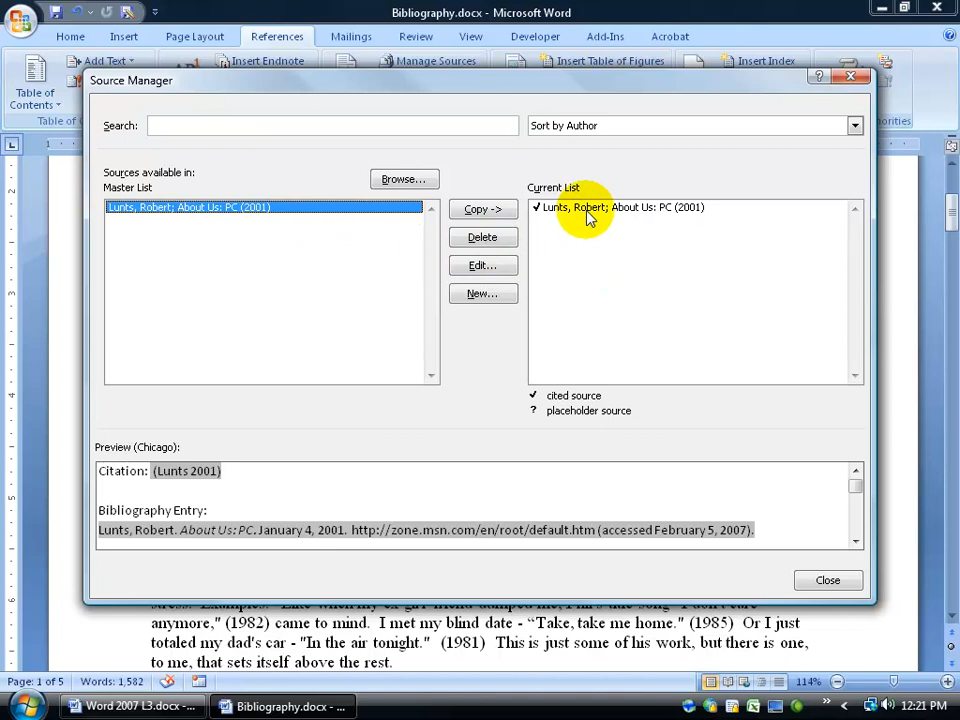 Bibliography.docx - Microsoft Word
Home Insert Page Layout References Mailings Review View Developer Add-Ins Acrobat
Add Text Insert Endnote Manage Sources Insert Table of Figures Insert Index
Table of
Contents
Table of C
norities
Source Manager
Search:
Sort by Author
Sources available in:
Master List
Browse...
Current List
Lunts, Robert; About Us: PC (2001)
Copy ->
Lunts, Robert; About Us: PC (2001)
Delete
Edit...
New...
cited source
? placeholder source
Preview (Chicago):
Citation: (Lunts 2001)
Bibliography Entry:
Lunts, Robert. About Us: PC. January 4, 2001. http://zone.msn.com/en/root/default.htm (accessed February 5, 2007).
Close
anymore," (1982) came to mind. I met my blind date - "Take, take me home." (1985) Or I just
totaled my dad's car - "In the air tonight." (1981) This is just some of his work, but there is one,
to me, that sets itself above the rest.
Page: 1 of 5 Words: 1,582 114%
Word 2007 L3.docx - ... Bibliography.docx - ... 12:21 PM